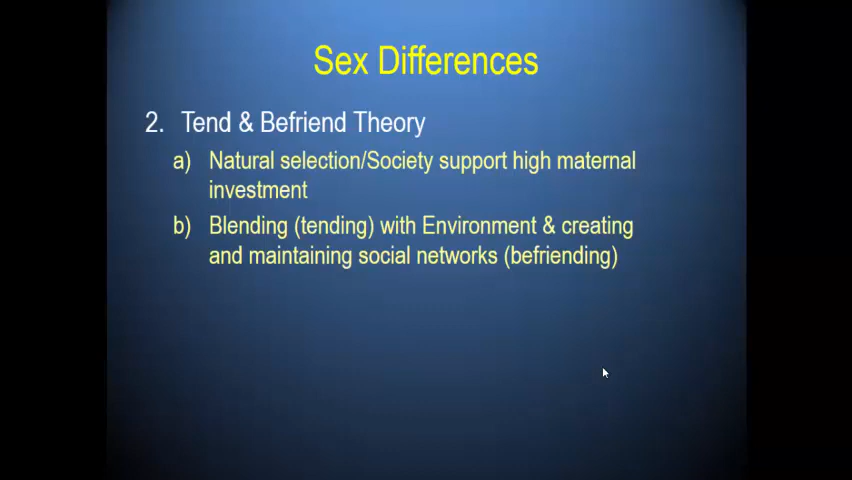 Sex Differences
2. Tend & Befriend Theory
a) Natural selection/Society support high maternal
investment
b) Blending (tending) with Environment & creating
and maintaining social networks (befriending)